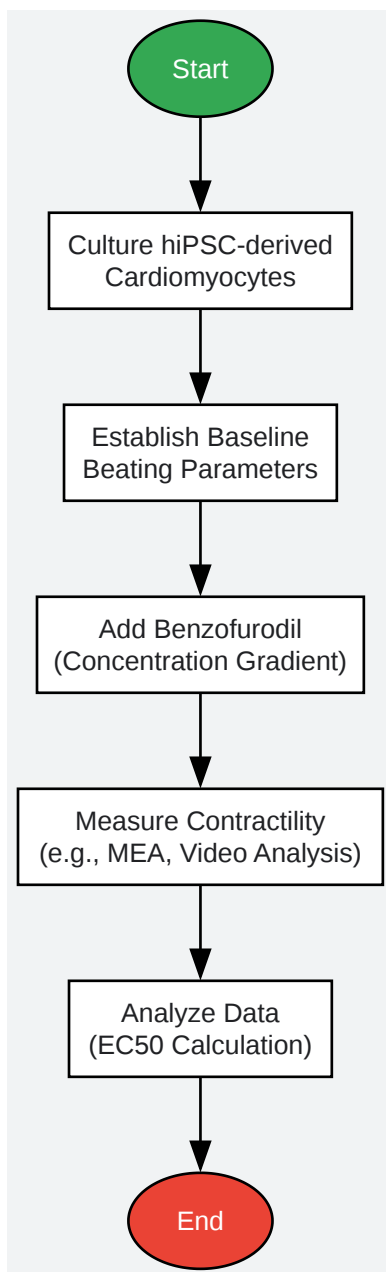 Start
Culture hiPSC-derived
Cardiomyocytes
Establish Baseline
Beating Parameters
Add Benzofurodil
(Concentration Gradient)
Measure Contractility
(e.g., MEA, Video Analysis)
Analyze Data
(EC50 Calculation)
End